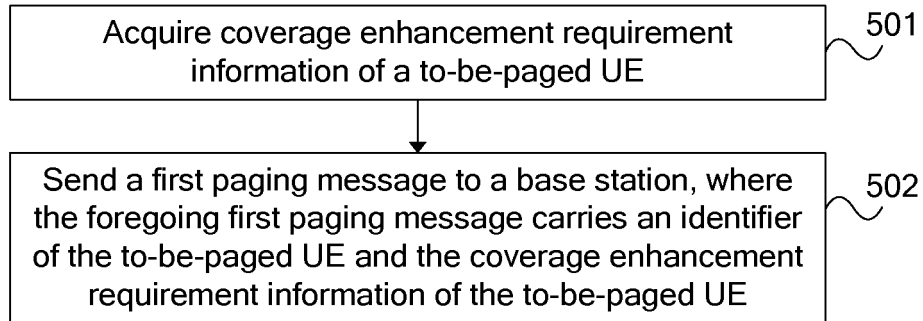 Acquire coverage enhancement requirement
information of a to-be-paged UE
501
Send a first paging message to a base station, where
the foregoing first paging message carries an identifier
of the to-be-paged UE and the coverage enhancement
requirement information of the to-be-paged UE
502